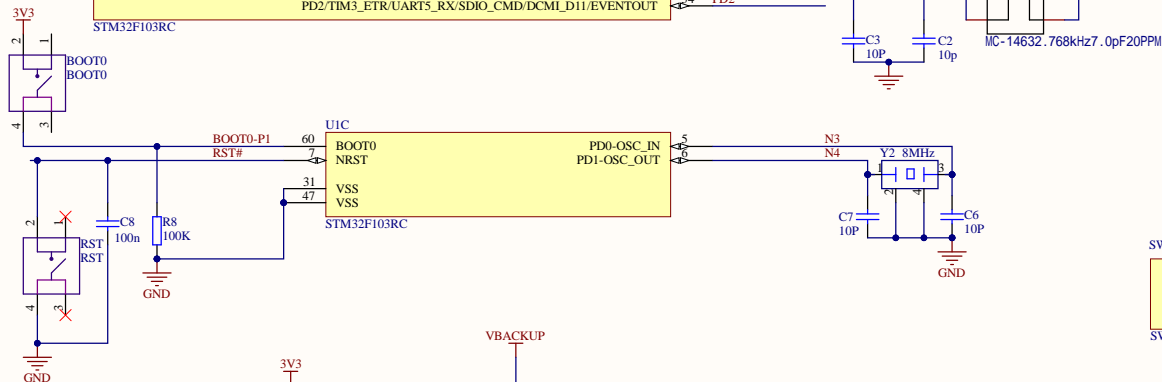 PD2/TIM3_ETR/UART5_RX/SDIO_CMD/DCMI_D11/EVENTOUT
3V3
STM32F103RC
C3
10P
C2
10p
MC-14632.768kHz7.0pF20PPM
2
1
BOOT0
BOOT0
4
3
U1C
BOOT0-P1
60
BOOT0
PD0-OSC_IN
5
N3
RST#
7
NRST
PD1-OSC_OUT
6
N4
Y2 8MHz
1
3
2
4
31
VSS
47
VSS
STM32F103RC
2
1
C8
100n
R8
100K
C7
10P
C6
10P
RST
RST
4
3
GND
GND
GND
VBACKUP
3V3